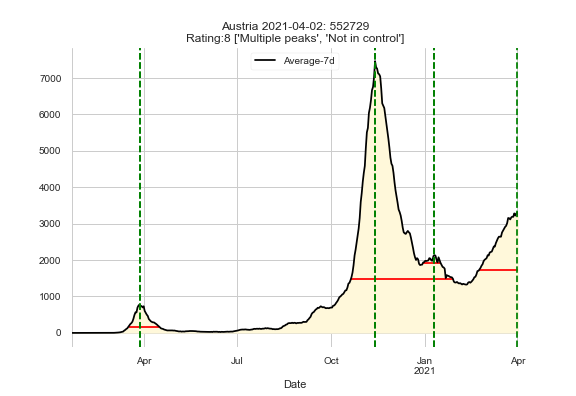 Austria 2021-04-02: 552729
Rating:8 ['Multiple peaks', 'Not in control']
Average-7d
7000
6000
5000
4000
3000
2000
1000
0
Apr
Jul
Oct
Jan
2021
Apr
Date